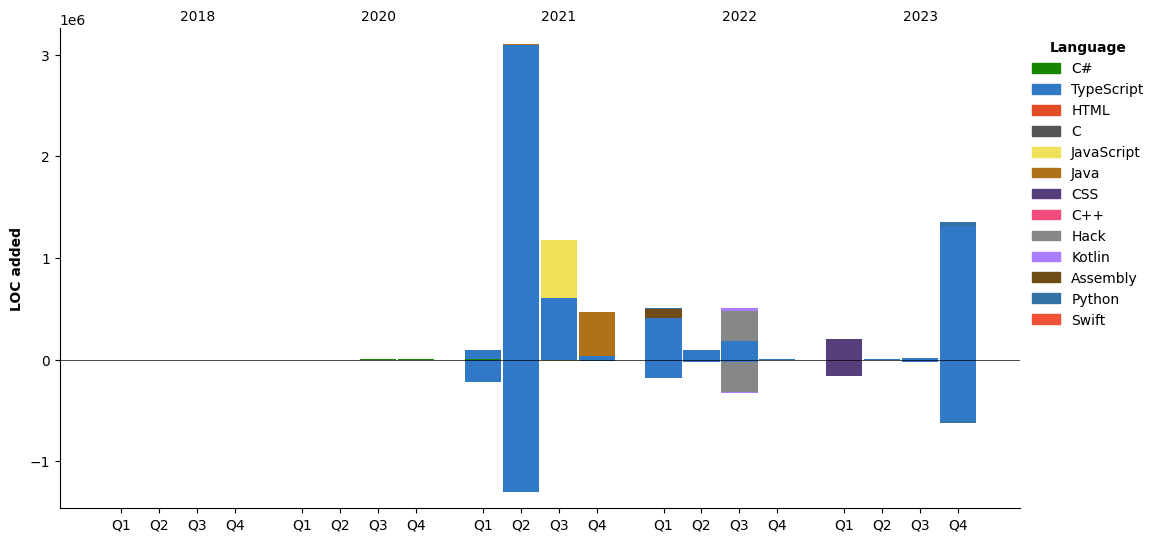 1e6
2018 2020 2021 2022 2023
LOC added
3
2
1
0
−1
Q1 Q2 Q3 Q4 Q1 Q2 Q3 Q4 Q1 Q2 Q3 Q4 Q1 Q2 Q3 Q4 Q1 Q2 Q3 Q4
Language
C#
TypeScript
HTML
C
JavaScript
Java
CSS
C++
Hack
Kotlin
Assembly
Python
Swift